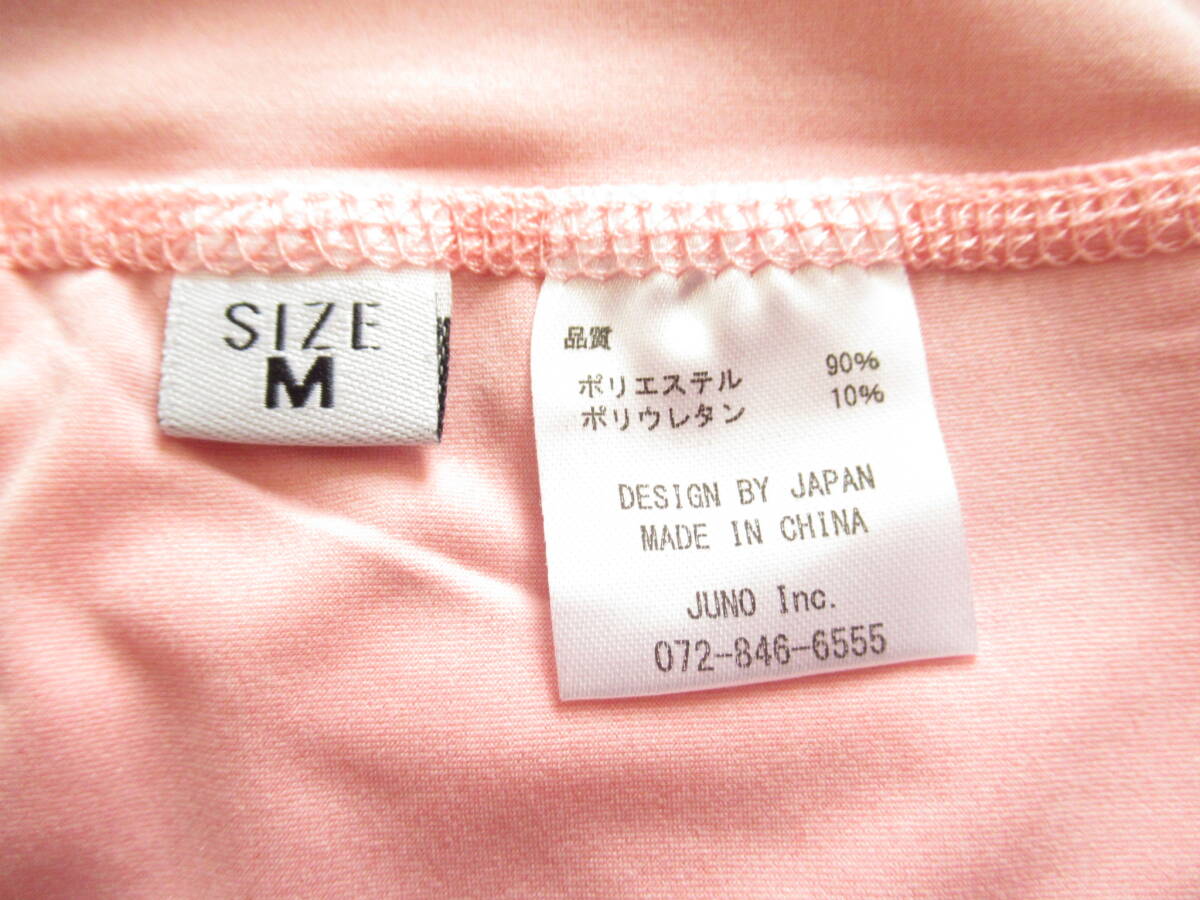 SIZE
M
品質
ポリエステル 90%
ポリウレタン 10%
DESIGN BY JAPAN
MADE IN CHINA
JUNO Inc.
072-846-6555